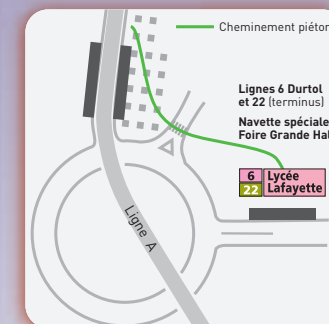 Cheminement piéton
Lignes 6 Durtol
et 22 (terminus)
Navette spéciale
Foire Grande Hal
6 Lycée
22 Lafayette
Ligne A